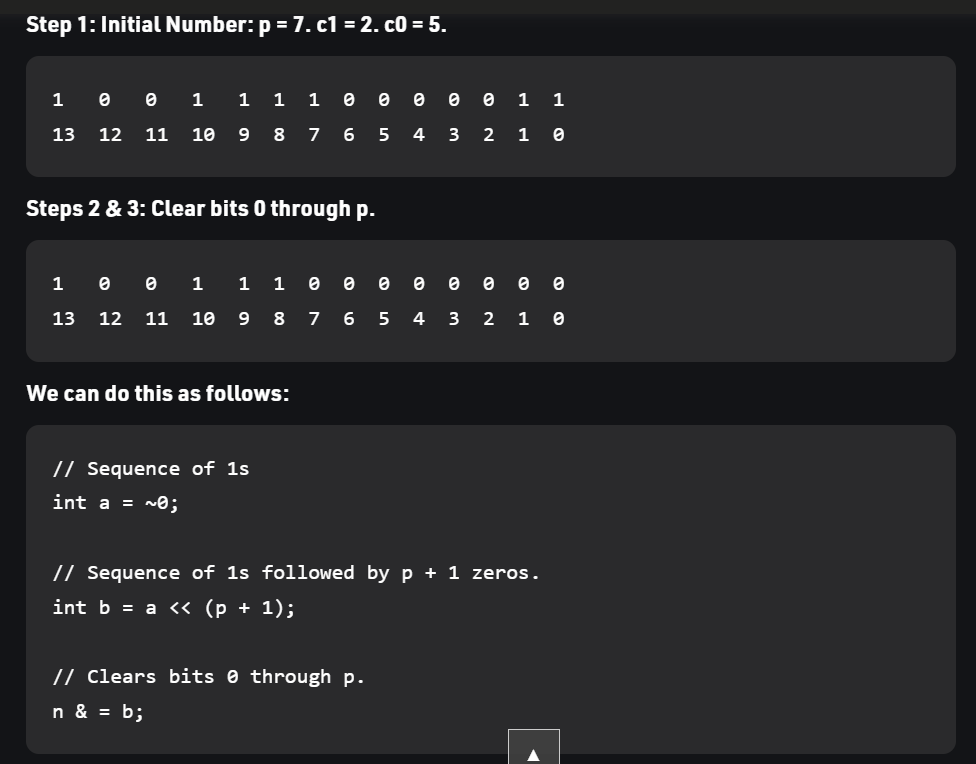 Step 1: Initial Number: p = 7. c1 = 2. c0 = 5.
1 0 0 1 1 1 1 0 0 0 0 0 1 1
13 12 11 10 9 8 7 6 5 4 3 2 1 0
Steps 2 & 3: Clear bits 0 through p.
1 0 0 1 1 1 0 0 0 0 0 0 0 0
13 12 11 10 9 8 7 6 5 4 3 2 1 0
We can do this as follows:
// Sequence of 1s
int a = ~0;
// Sequence of 1s followed by p + 1 zeros.
int b = a << (p + 1);
// Clears bits 0 through p.
n & = b;
▲